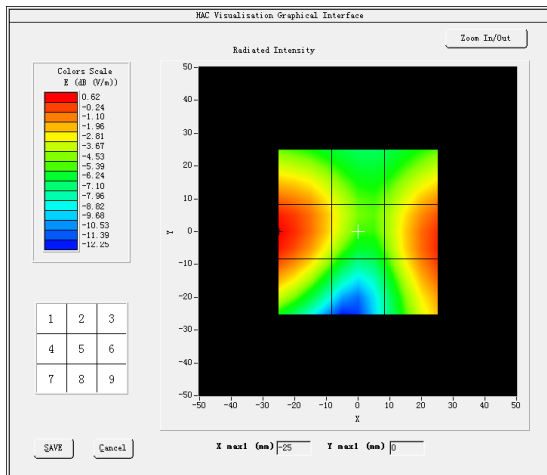 HAC Visualisation Graphical Interface
Zoom In/Out
Radiated Intensity
Colors Scale
E (dB (V/m))
0.62
-0.24
-1.10
-1.96
-2.81
-3.67
-4.53
-5.39
-6.24
-7.10
-7.96
-8.82
-9.68
-10.53
-11.39
-12.25
50
40
30
20
10
0
-10
-20
-30
-40
-50
Y
-50 -40 -30 -20 -10 0 10 20 30 40 50
X
1 2 3
4 5 6
7 8 9
SAVE Cancel
X max1 (mm) -25 Y max1 (mm) 0